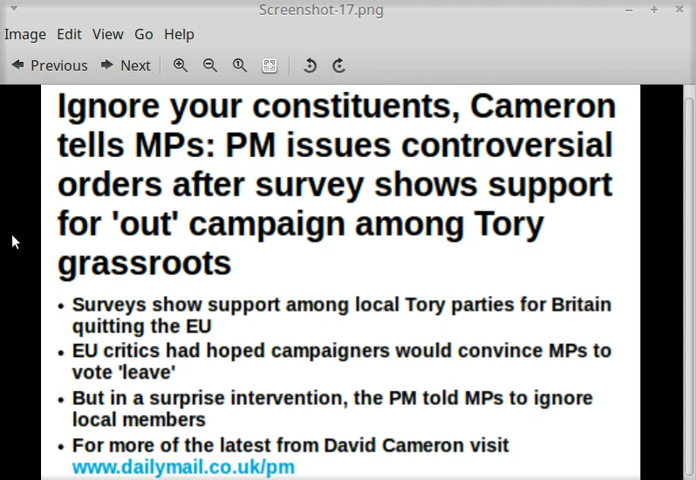 Screenshot-17.png
Image Edit View Go Help
Previous Next
Ignore your constituents, Cameron
tells MPs: PM issues controversial
orders after survey shows support
for 'out' campaign among Tory
grassroots
• Surveys show support among local Tory parties for Britain
quitting the EU
• EU critics had hoped campaigners would convince MPs to
vote 'leave'
• But in a surprise intervention, the PM told MPs to ignore
local members
• For more of the latest from David Cameron visit
www.dailymail.co.uk/pm